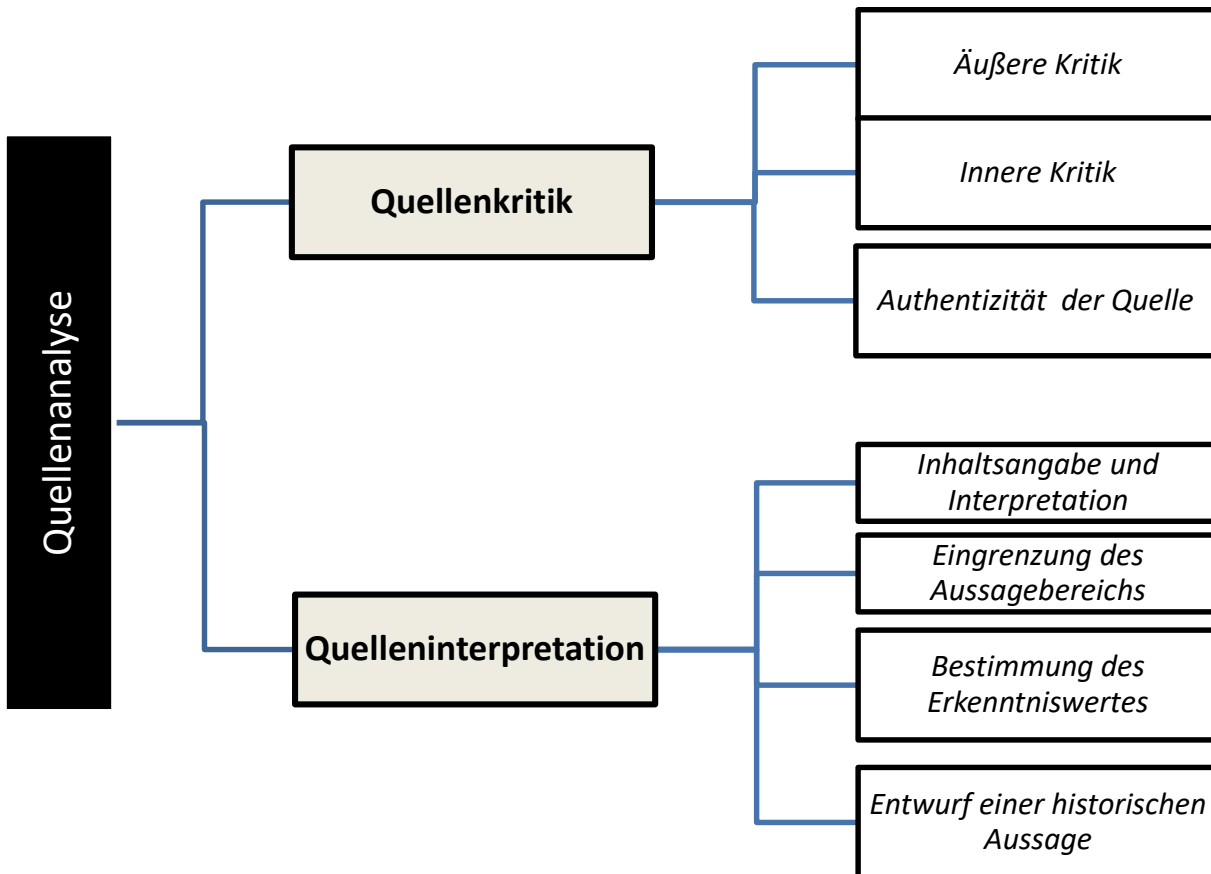 Quellenanalyse
Quellenkritik
Äußere Kritik
Innere Kritik
Authentizität  der Quelle
Quelleninterpretation
Inhaltsangabe und
Interpretation
Eingrenzung des
Aussagebereichs
Bestimmung des
Erkenntniswertes
Entwurf einer historischen
Aussage